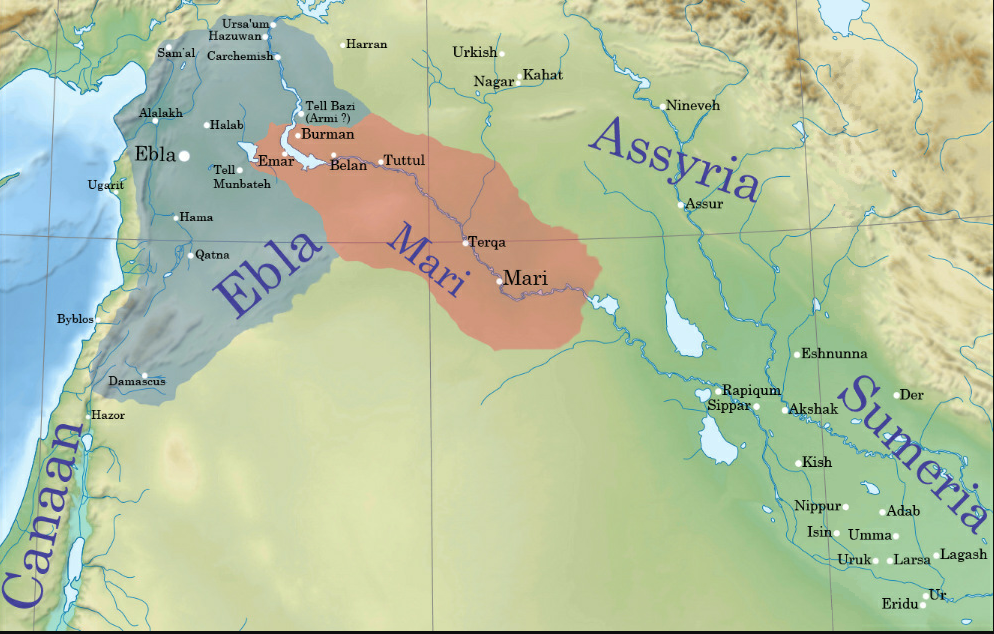 Ursa'um
Hazuwan
Sam'al
Carchemish
Harran
Urkish
Nagar
Kahat
Nineveh
Alalakh
Halab
Tell Bazi
(Armi ?)
Burman
Ebla
Emar
Belan
Tuttul
Tell
Munbateh
Ugarit
Assyria
Assur
Hama
Qatna
Terqa
Ebla
Mari
Mari
Byblos
Damascus
Hazor
Eshnunna
Rapiqum
Sippar
Akshak
Der
Sumeria
Canaan
Kish
Nippur
Adab
Isin
Umma
Uruk
Larsa
Lagash
Ur
Eridu